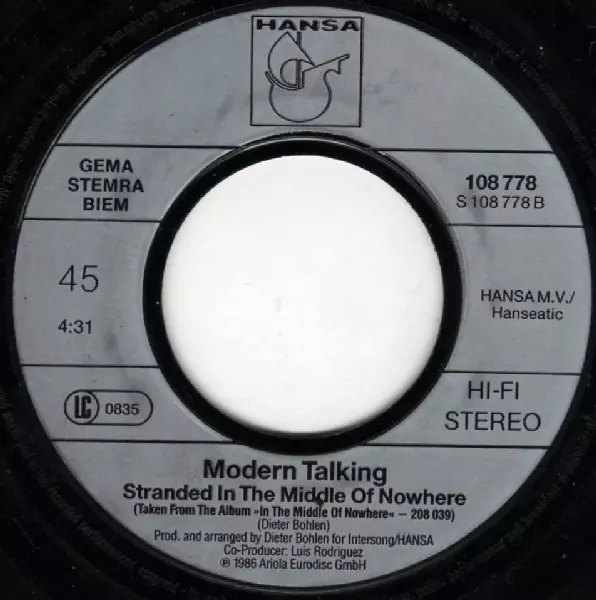 HANSA
GEMA
STEMRA
BIEM
108 778
S 108 778 B
45
4:31
HANSA M.V./
Hanseatic
LC 0835
HI-FI
STEREO
Modern Talking
Stranded In The Middle Of Nowhere
(Taken From The Album »In The Middle Of Nowhere« – 208 039)
(Dieter Bohlen)
Prod. and arranged by Dieter Bohlen for Intersong/HANSA
Co-Producer: Luis Rodriguez
℗ 1986 Ariola Eurodisc GmbH